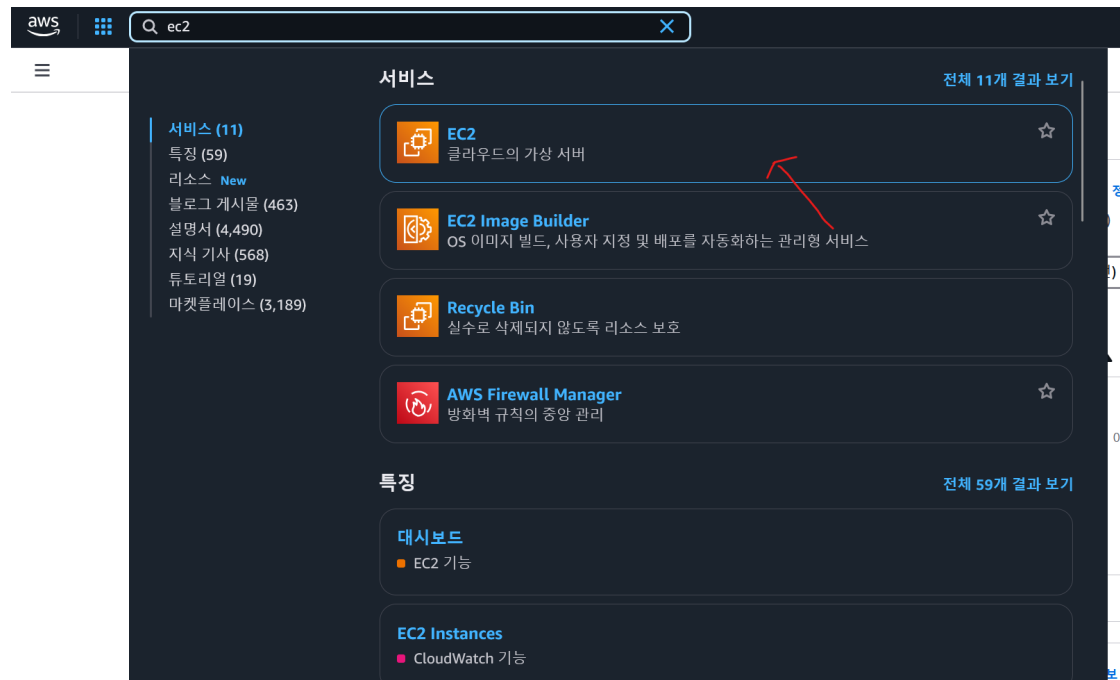 aws
ec2
서비스
전체 11개 결과 보기
서비스 (11)
특징 (59)
리소스 New
블로그 게시물 (463)
설명서 (4,490)
지식 기사 (568)
튜토리얼 (19)
마켓플레이스 (3,189)
EC2
클라우드의 가상 서버
EC2 Image Builder
OS 이미지 빌드, 사용자 지정 및 배포를 자동화하는 관리형 서비스
Recycle Bin
실수로 삭제되지 않도록 리소스 보호
AWS Firewall Manager
방화벽 규칙의 중앙 관리
특징
전체 59개 결과 보기
대시보드
EC2 기능
EC2 Instances
CloudWatch 기능